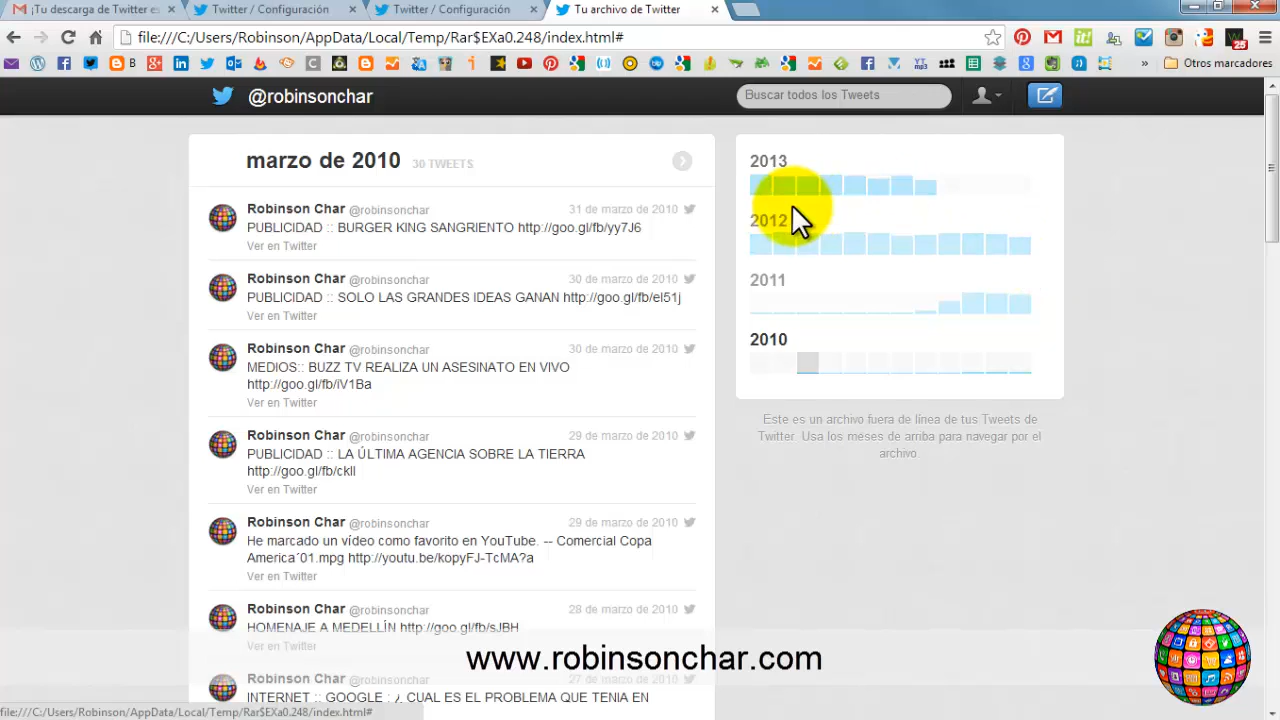 ¡Tu descarga de Twitter es
Twitter / Configuración
Twitter / Configuración
Tu archivo de Twitter
file:///C:/Users/Robinson/AppData/Local/Temp/Rar$EXa0.248/index.html#
25
Otros marcadores
@robinsonchar
Buscar todos los Tweets
marzo de 2010 30 TWEETS
Robinson Char @robinsonchar 31 de marzo de 2010
PUBLICIDAD :: BURGER KING SANGRIENTO http://goo.gl/fb/yy7J6
Ver en Twitter
Robinson Char @robinsonchar 30 de marzo de 2010
PUBLICIDAD :: SOLO LAS GRANDES IDEAS GANAN http://goo.gl/fb/el51j
Ver en Twitter
Robinson Char @robinsonchar 30 de marzo de 2010
MEDIOS:: BUZZ TV REALIZA UN ASESINATO EN VIVO
http://goo.gl/fb/iV1Ba
Ver en Twitter
Robinson Char @robinsonchar 29 de marzo de 2010
PUBLICIDAD :: LA ÚLTIMA AGENCIA SOBRE LA TIERRA
http://goo.gl/fb/ckll
Ver en Twitter
Robinson Char @robinsonchar 29 de marzo de 2010
He marcado un vídeo como favorito en YouTube. -- Comercial Copa
America´01.mpg http://youtu.be/kopyFJ-TcMA?a
Ver en Twitter
Robinson Char @robinsonchar 28 de marzo de 2010
HOMENAJE A MEDELLÍN http://goo.gl/fb/sJBH
Ver en Twitter
Robinson Char @robinsonchar 27 de marzo de 2010
INTERNET :: GOOGLE : ¿ CUAL ES EL PROBLEMA QUE TENIA EN
2013
2012
2011
2010
Este es un archivo fuera de línea de tus Tweets de
Twitter. Usa los meses de arriba para navegar por el
archivo.
www.robinsonchar.com
file:///C:/Users/Robinson/AppData/Local/Temp/Rar$EXa0.248/index.html#